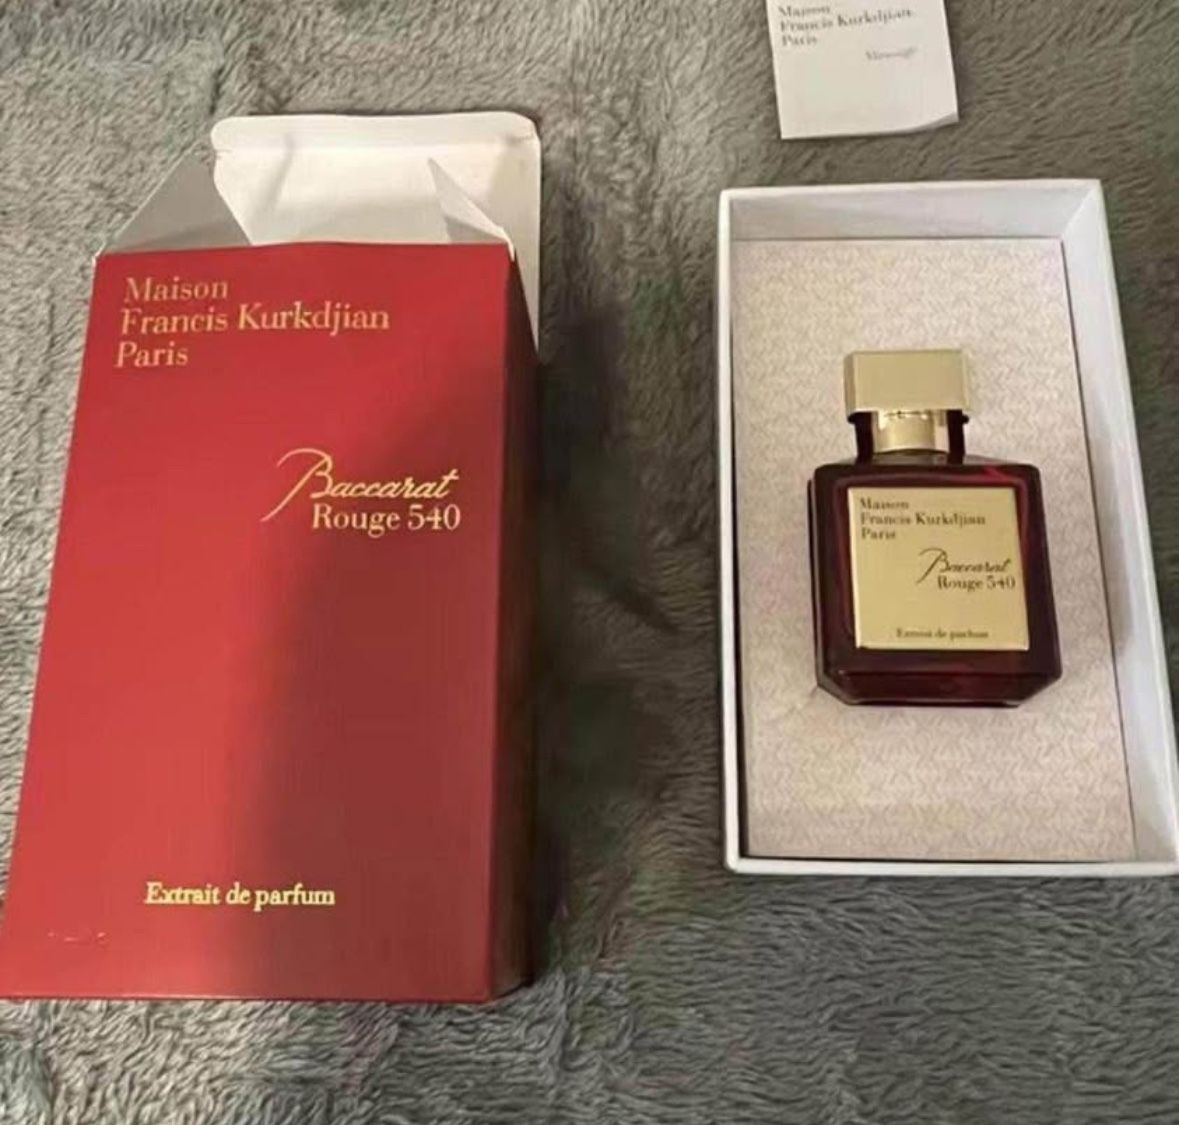 Maison
Francis Kurkdjian
Paris
Maison
Francis Kurkdjian
Paris
Baccarat
Rouge 540
Extrait de parfum
Maison
Francis Kurkdjian
Paris
Baccarat
Rouge 540
Extrait de parfum